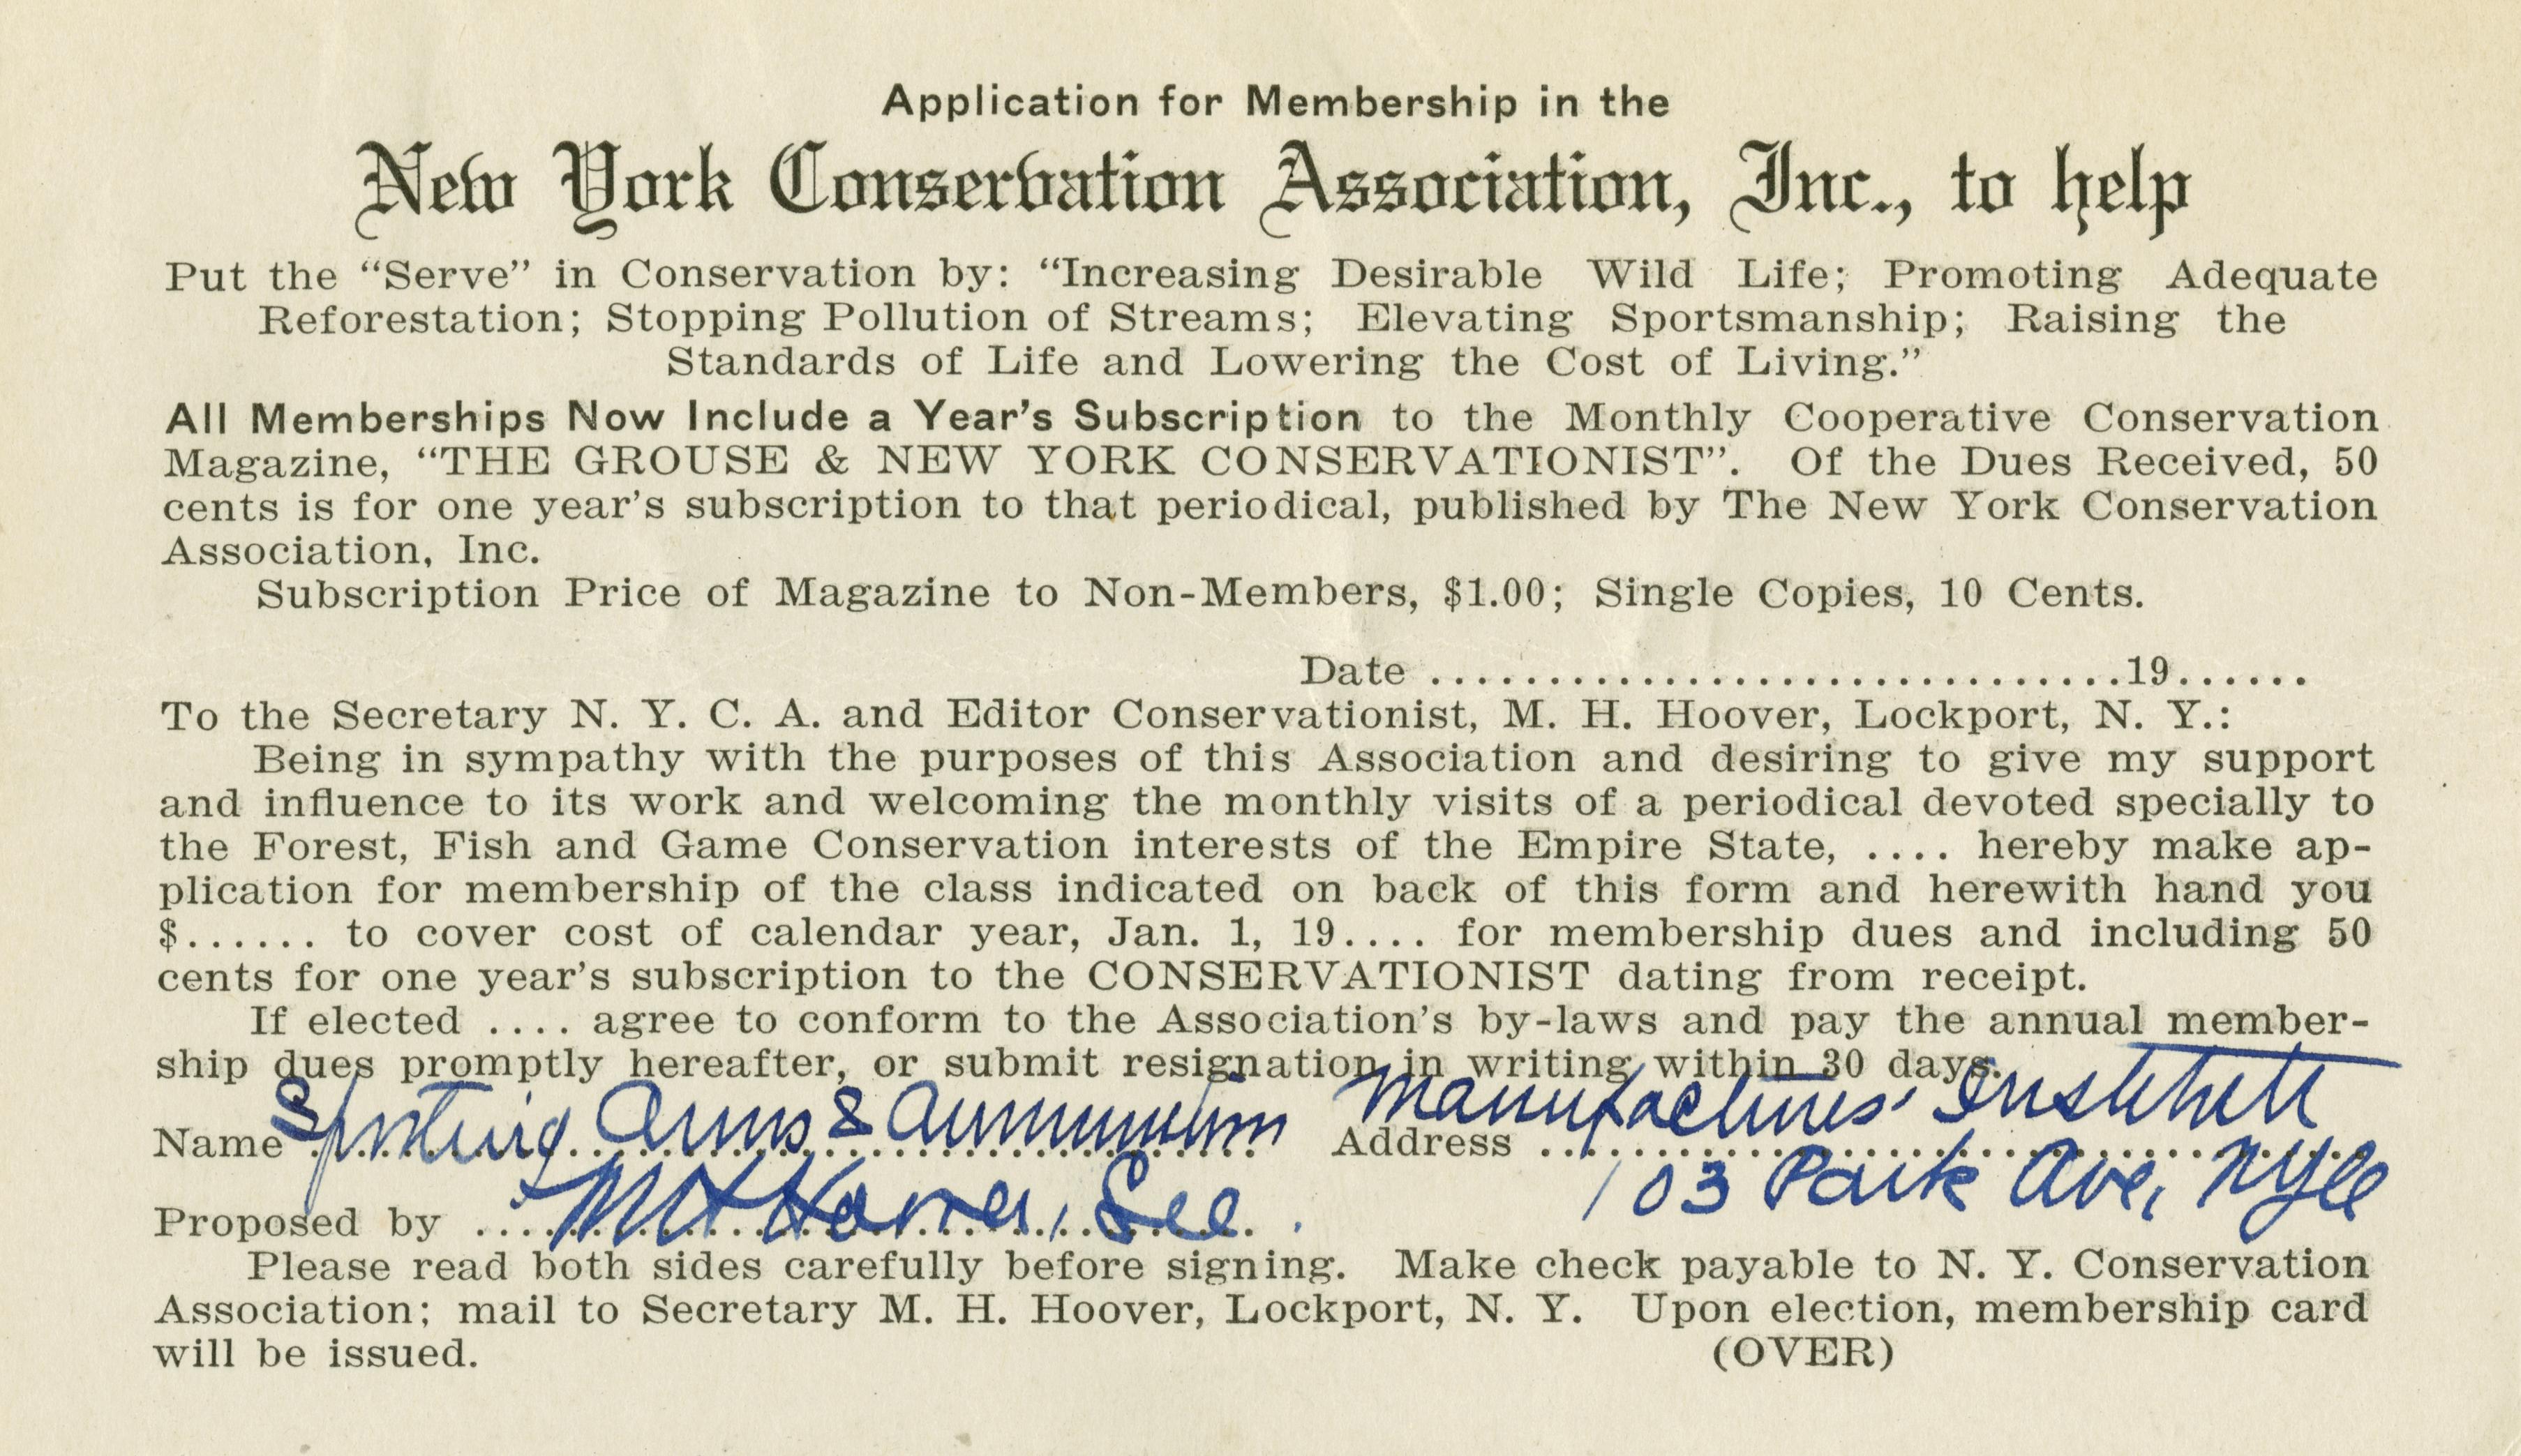 Application for Membership in the
New York Conservation Association, Inc., to help
Put the “Serve” in Conservation by: “Increasing Desirable Wild Life; Promoting Adequate
Reforestation; Stopping Pollution of Streams; Elevating Sportsmanship; Raising the
Standards of Life and Lowering the Cost of Living.”
All Memberships Now Include a Year’s Subscription to the Monthly Cooperative Conservation
Magazine, “THE GROUSE & NEW YORK CONSERVATIONIST”. Of the Dues Received, 50
cents is for one year’s subscription to that periodical, published by The New York Conservation
Association, Inc.
Subscription Price of Magazine to Non-Members, $1.00; Single Copies, 10 Cents.
Date ................................19......
To the Secretary N. Y. C. A. and Editor Conservationist, M. H. Hoover, Lockport, N. Y.:
Being in sympathy with the purposes of this Association and desiring to give my support
and influence to its work and welcoming the monthly visits of a periodical devoted specially to
the Forest, Fish and Game Conservation interests of the Empire State, .... hereby make ap-
plication for membership of the class indicated on back of this form and herewith hand you
$...... to cover cost of calendar year, Jan. 1, 19.... for membership dues and including 50
cents for one year’s subscription to the CONSERVATIONIST dating from receipt.
If elected .... agree to conform to the Association’s by-laws and pay the annual member-
ship dues promptly hereafter, or submit resignation in writing within 30 days.
Name Sporting Arms & Ammunition Address Manufacturers' Institute
103 Park Ave, NYC
Proposed by M H Hoover, Sec.
Please read both sides carefully before signing. Make check payable to N. Y. Conservation
Association; mail to Secretary M. H. Hoover, Lockport, N. Y. Upon election, membership card
will be issued. (OVER)